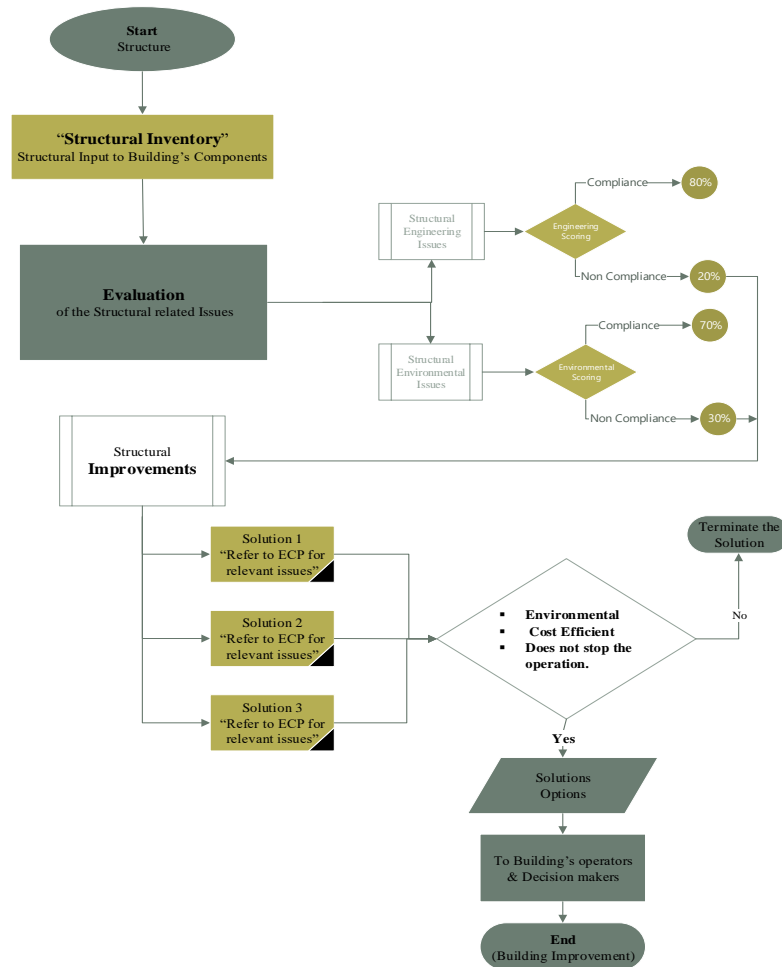 Start
Structure
“Structural Inventory”
Structural Input to Building’s Components
Evaluation
of the Structural related Issues
Structural
Engineering
Issues
Engineering
Scoring
Compliance
80%
Non Compliance
20%
Structural
Environmental
Issues
Environmental
Scoring
Compliance
70%
Non Compliance
30%
Structural
Improvements
Solution 1
“Refer to ECP for
relevant issues”
Solution 2
“Refer to ECP for
relevant issues”
Solution 3
“Refer to ECP for
relevant issues”
▪ Environmental
▪ Cost Efficient
▪ Does not stop the
operation.
No
Terminate the
Solution
Yes
Solutions
Options
To Building’s operators
& Decision makers
End
(Building Improvement)